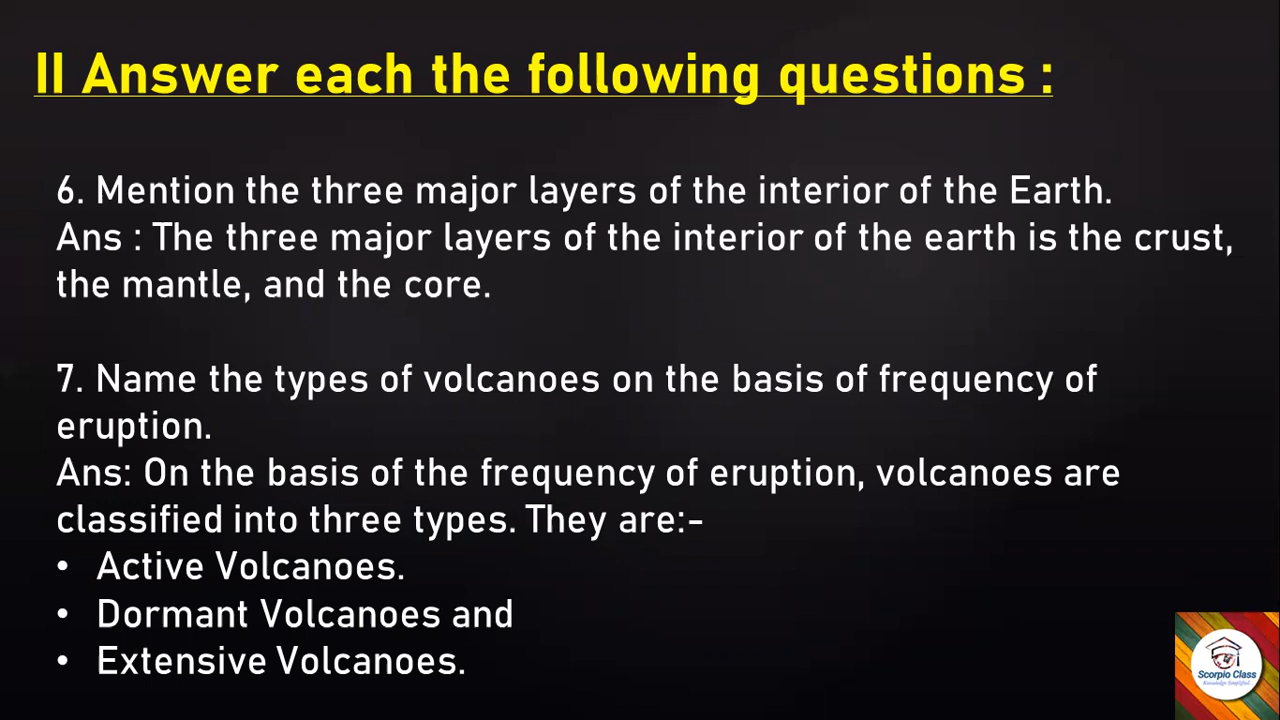 II Answer each the following questions :
6. Mention the three major layers of the interior of the Earth.
Ans : The three major layers of the interior of the earth is the crust,
the mantle, and the core.
7. Name the types of volcanoes on the basis of frequency of
eruption.
Ans: On the basis of the frequency of eruption, volcanoes are
classified into three types. They are:-
• Active Volcanoes.
• Dormant Volcanoes and
• Extensive Volcanoes.
Scorpio Class
Knowledge Simplified